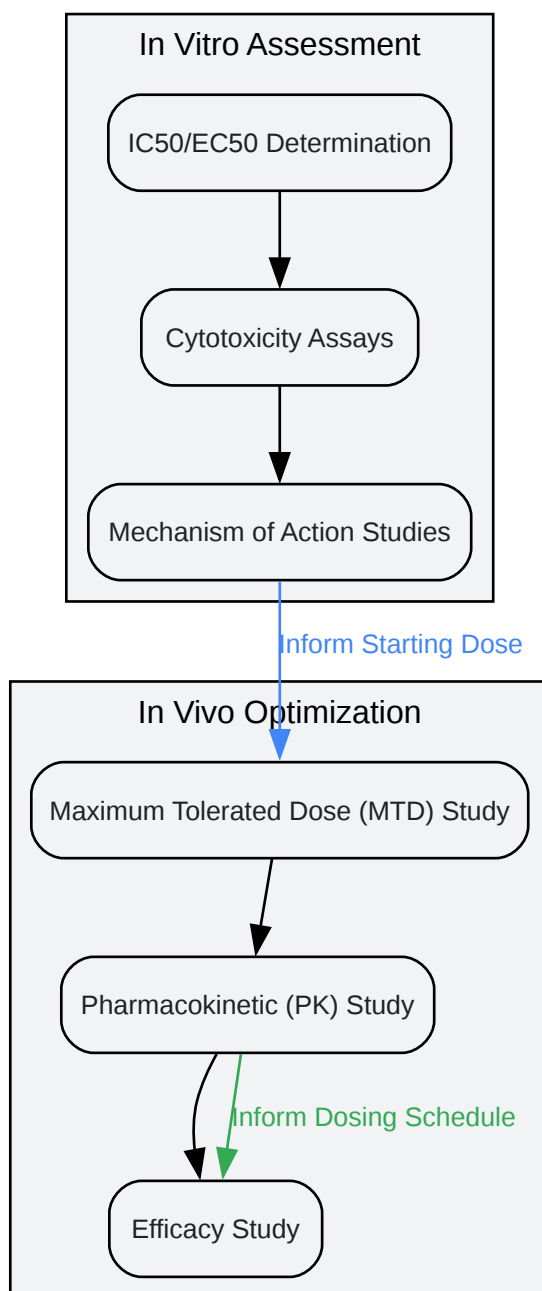 In Vitro Assessment
IC50/EC50 Determination
Cytotoxicity Assays
Mechanism of Action Studies
Inform Starting Dose
In Vivo Optimization
Maximum Tolerated Dose (MTD) Study
Pharmacokinetic (PK) Study
Inform Dosing Schedule
Efficacy Study